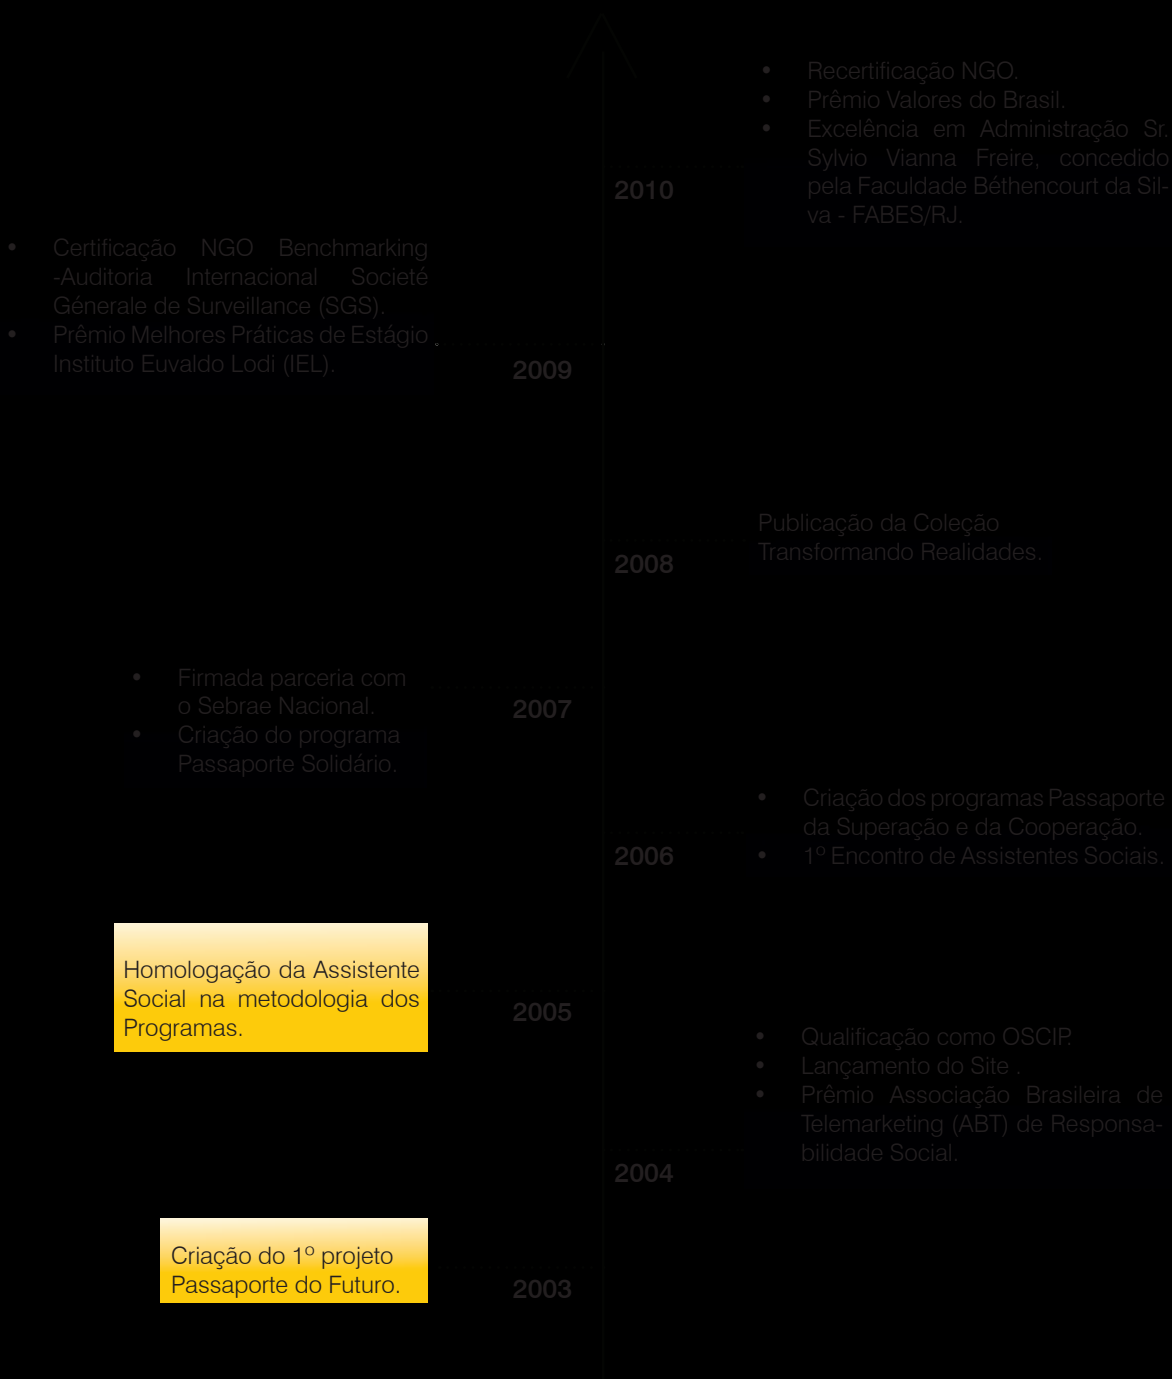 • Recertificação NGO.
• Prêmio Valores do Brasil.
• Excelência em Administração Sr.
Sylvio Vianna Freire, concedido
pela Faculdade Béthencourt da Sil-
va - FABES/RJ.
2010
• Certificação NGO Benchmarking
-Auditoria Internacional Societé
Génerale de Surveillance (SGS).
• Prêmio Melhores Práticas de Estágio
Instituto Euvaldo Lodi (IEL).
2009
Publicação da Coleção
Transformando Realidades.
2008
• Firmada parceria com
o Sebrae Nacional.
• Criação do programa
Passaporte Solidário.
2007
• Criação dos programas Passaporte
da Superação e da Cooperação.
• 1º Encontro de Assistentes Sociais.
2006
Homologação da Assistente
Social na metodologia dos
Programas.
2005
• Qualificação como OSCIP.
• Lançamento do Site .
• Prêmio Associação Brasileira de
Telemarketing (ABT) de Responsa-
bilidade Social.
2004
Criação do 1º projeto
Passaporte do Futuro.
2003